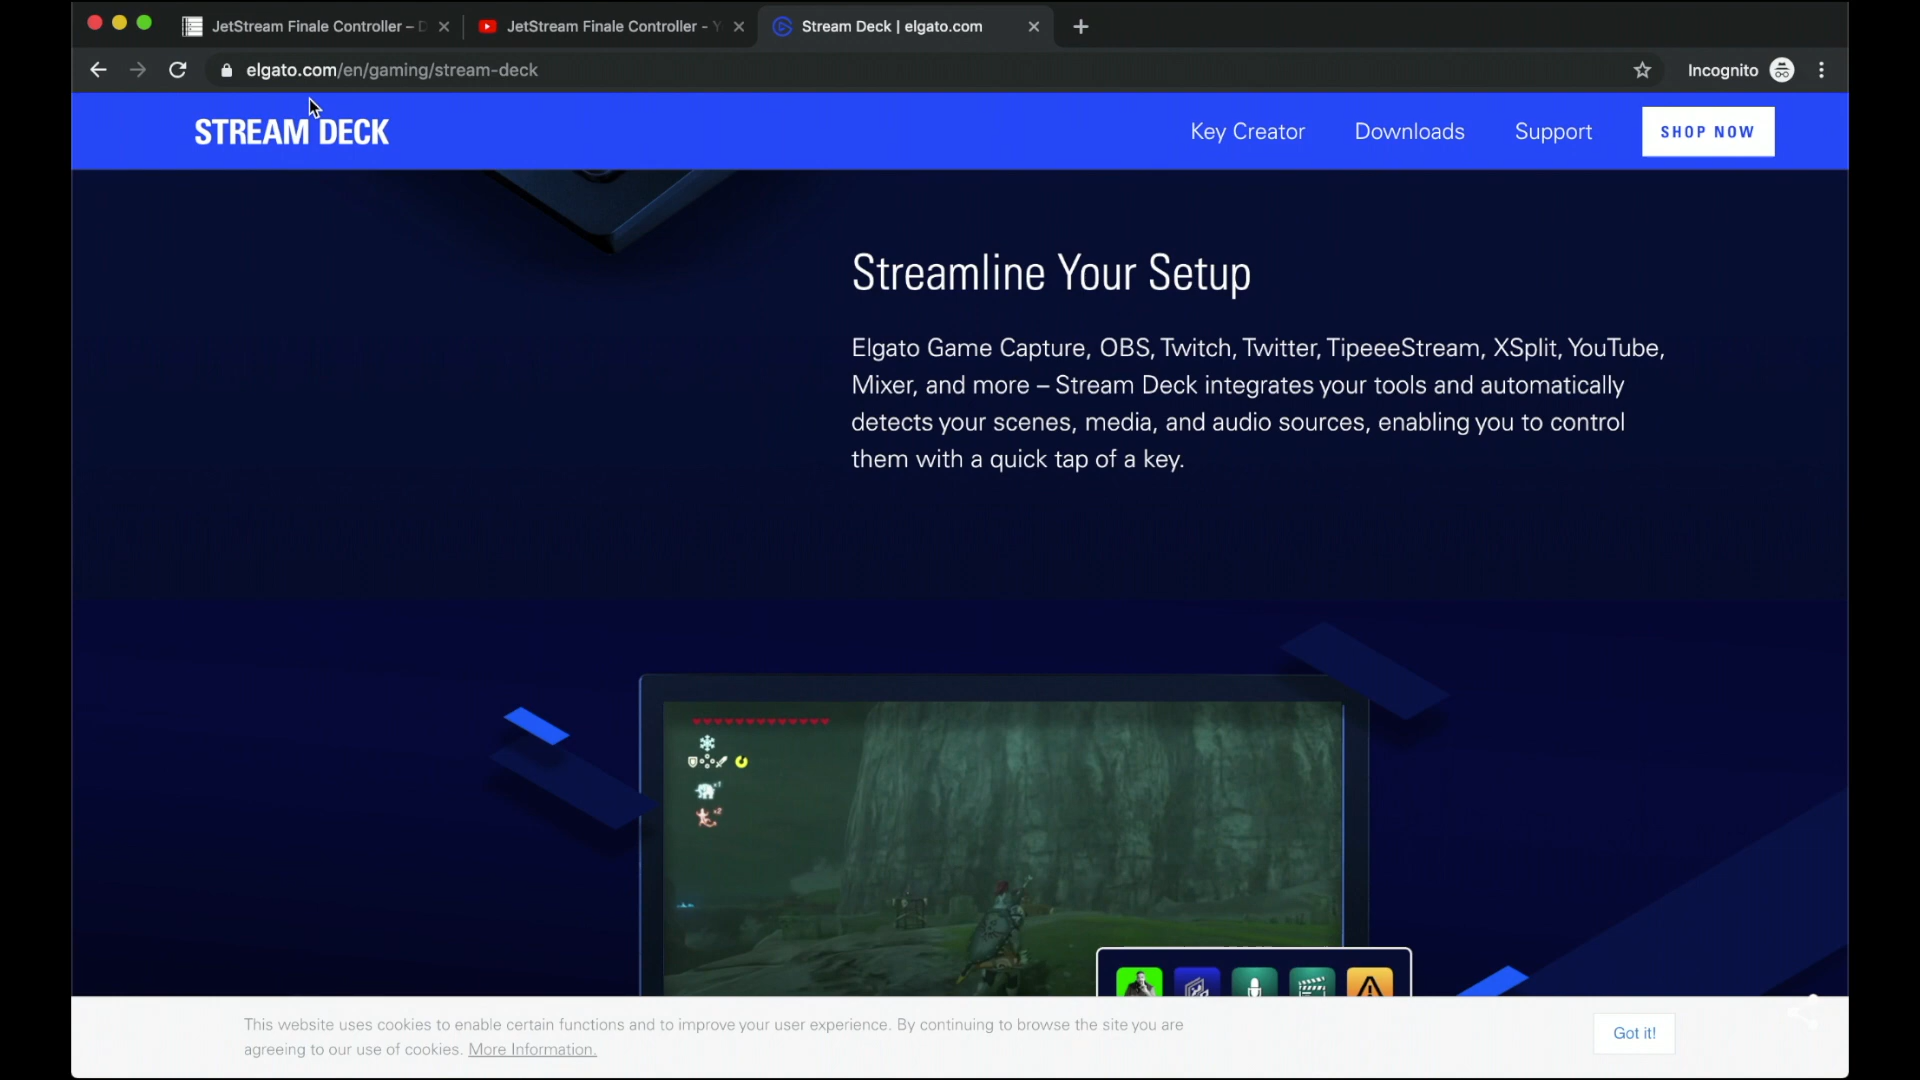 JetStream Finale Controller –
JetStream Finale Controller -
Stream Deck | elgato.com
elgato.com/en/gaming/stream-deck
Incognito
STREAM DECK
Key Creator
Downloads
Support
SHOP NOW
Streamline Your Setup
Elgato Game Capture, OBS, Twitch, Twitter, TipeeeStream, XSplit, YouTube,
Mixer, and more – Stream Deck integrates your tools and automatically
detects your scenes, media, and audio sources, enabling you to control
them with a quick tap of a key.
This website uses cookies to enable certain functions and to improve your user experience. By continuing to browse the site you are
agreeing to our use of cookies. More Information.
Got it!